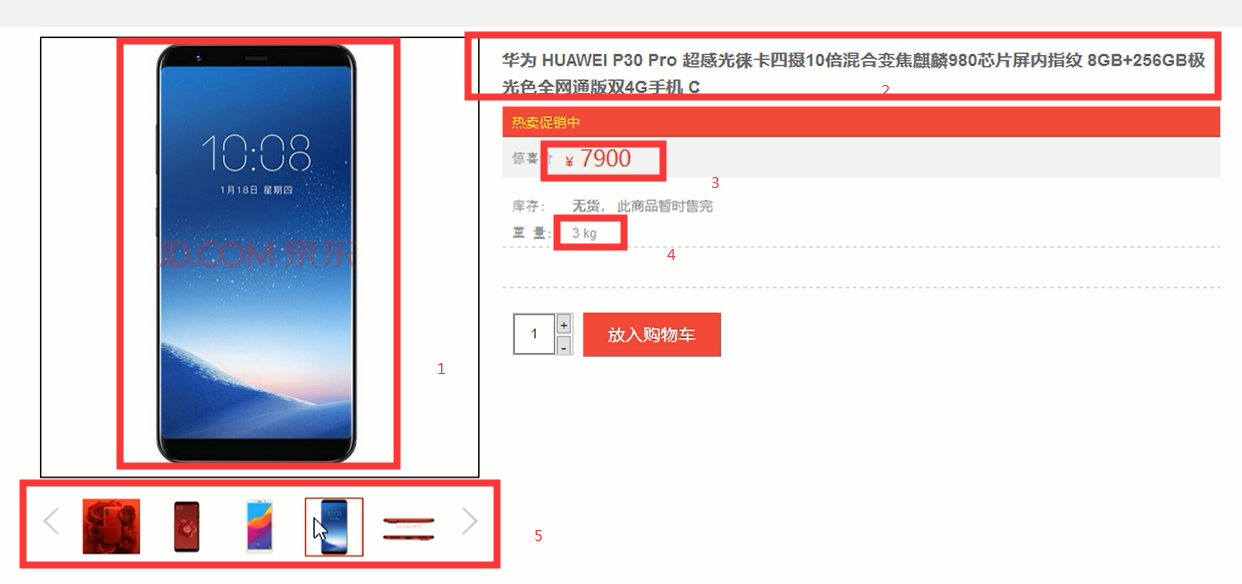 10:08
1月18日 星期四
JD.COM 京东
1
华为 HUAWEI P30 Pro 超感光徕卡四摄10倍混合变焦麒麟980芯片屏内指纹 8GB+256GB极
光色全网通版双4G手机 C
2
热卖促销中
惊喜价 ¥ 7900
3
库存： 无货， 此商品暂时售完
重 量： 3 kg
4
1
+
-
放入购物车
5